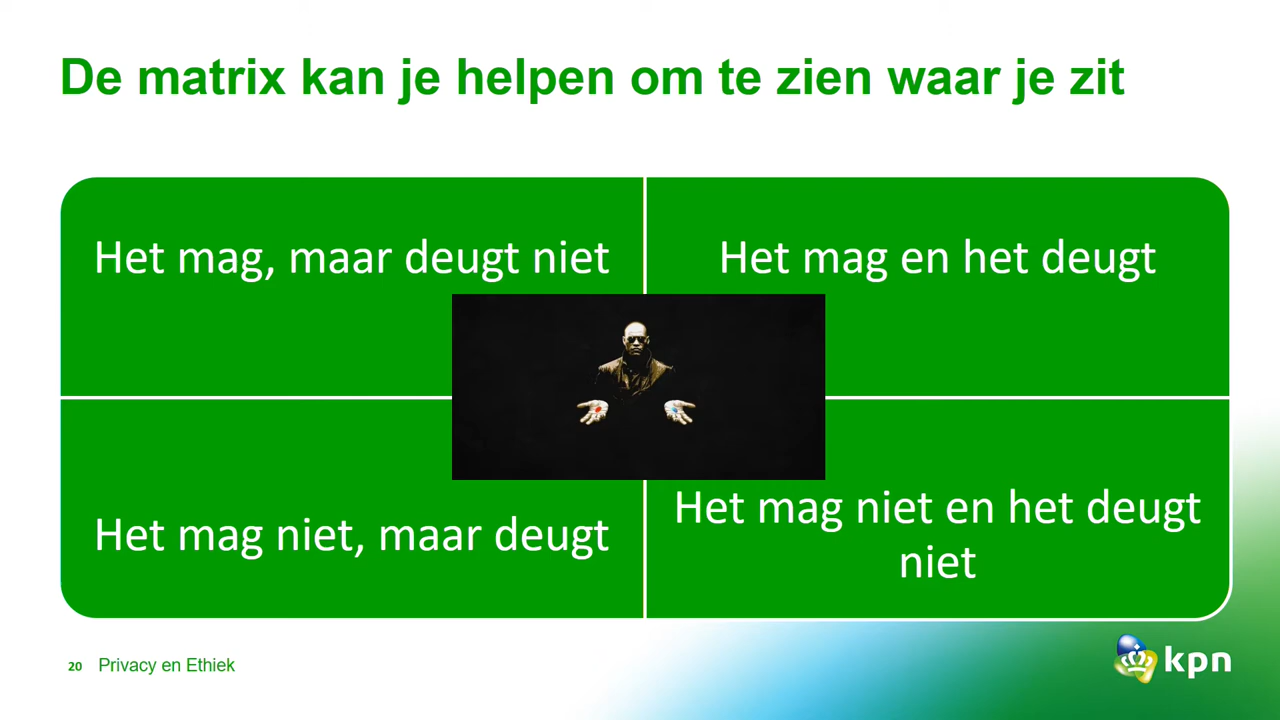 De matrix kan je helpen om te zien waar je zit
Het mag, maar deugt niet
Het mag en het deugt
Het mag niet, maar deugt
Het mag niet en het deugt
niet
20 Privacy en Ethiek
kpn